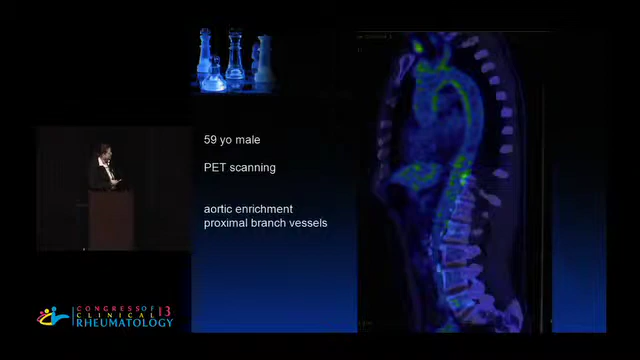 59 yo male
PET scanning
aortic enrichment
proximal branch vessels
CONGRESS OF 13
CLINICAL
RHEUMATOLOGY